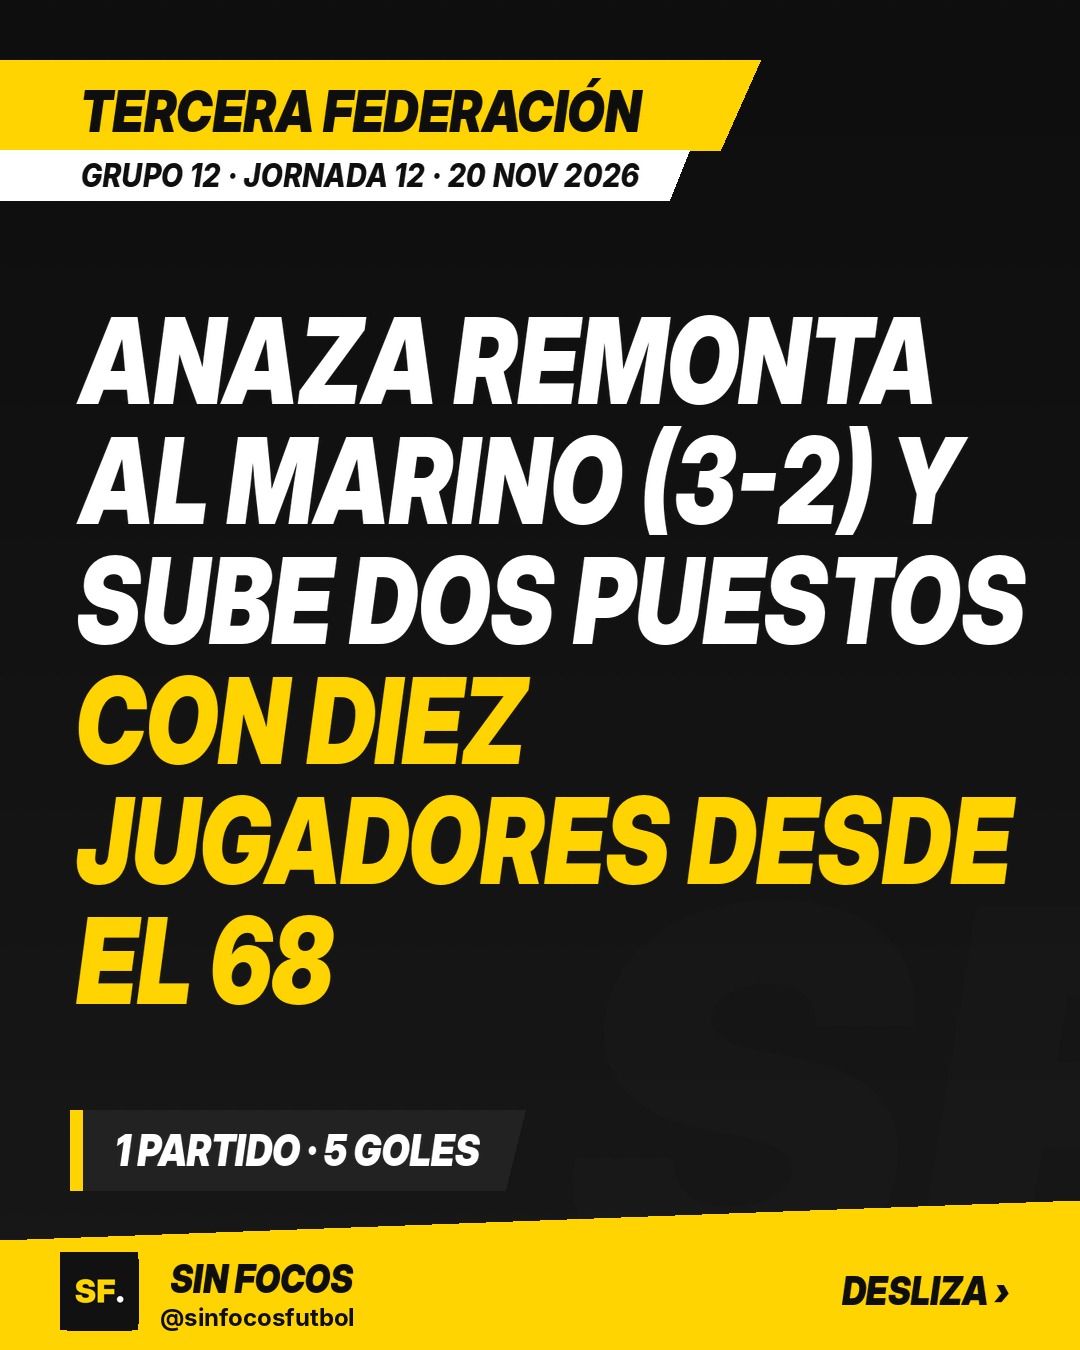 TERCERA FEDERACIÓN
GRUPO 12 · JORNADA 12 · 20 NOV 2026
ANAZA REMONTA
AL MARINO (3-2) Y
SUBE DOS PUESTOS
CON DIEZ
JUGADORES DESDE
EL 68
1 PARTIDO · 5 GOLES
SF.
SIN FOCOS
@sinfocosfutbol
DESLIZA ›
SF